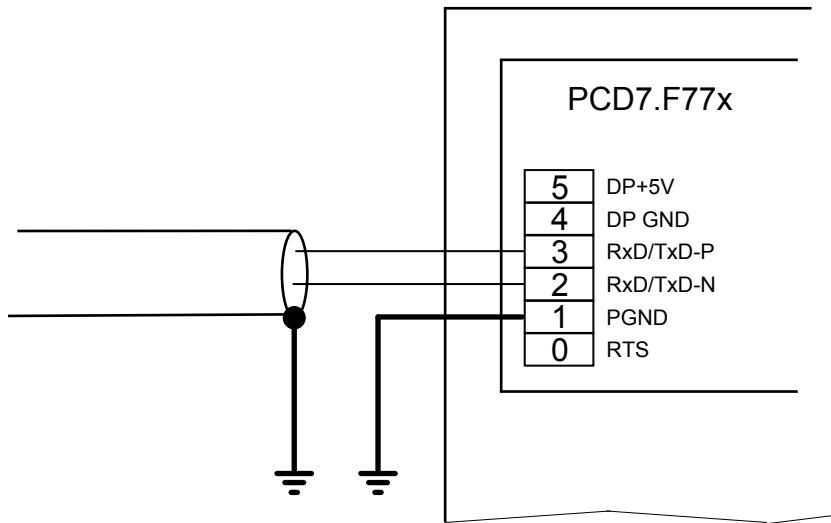 PCD7.F77x
5 DP+5V
4 DP GND
3 RxD/TxD-P
2 RxD/TxD-N
1 PGND
0 RTS